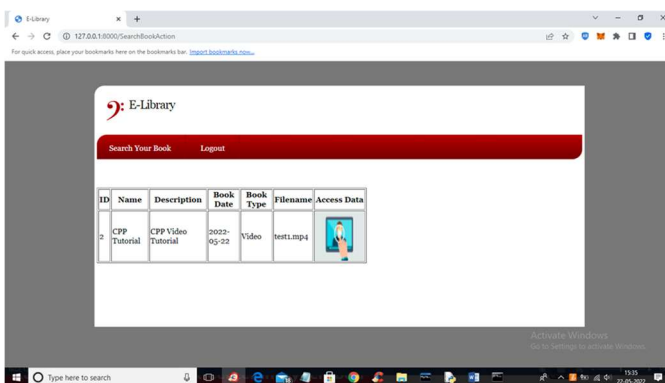 E-Library
127.0.0.1:8000/SearchBookAction
For quick access, place your bookmarks here on the bookmarks bar. Import bookmarks now...
E-Library
Search Your Book Logout
ID Name Description Book Date Book Type Filename Access Data
2 CPP Tutorial CPP Video Tutorial 2022-05-22 Video test1.mp4
Activate Windows
Go to Settings to activate Windows.
Type here to search
15:35
22-05-2022